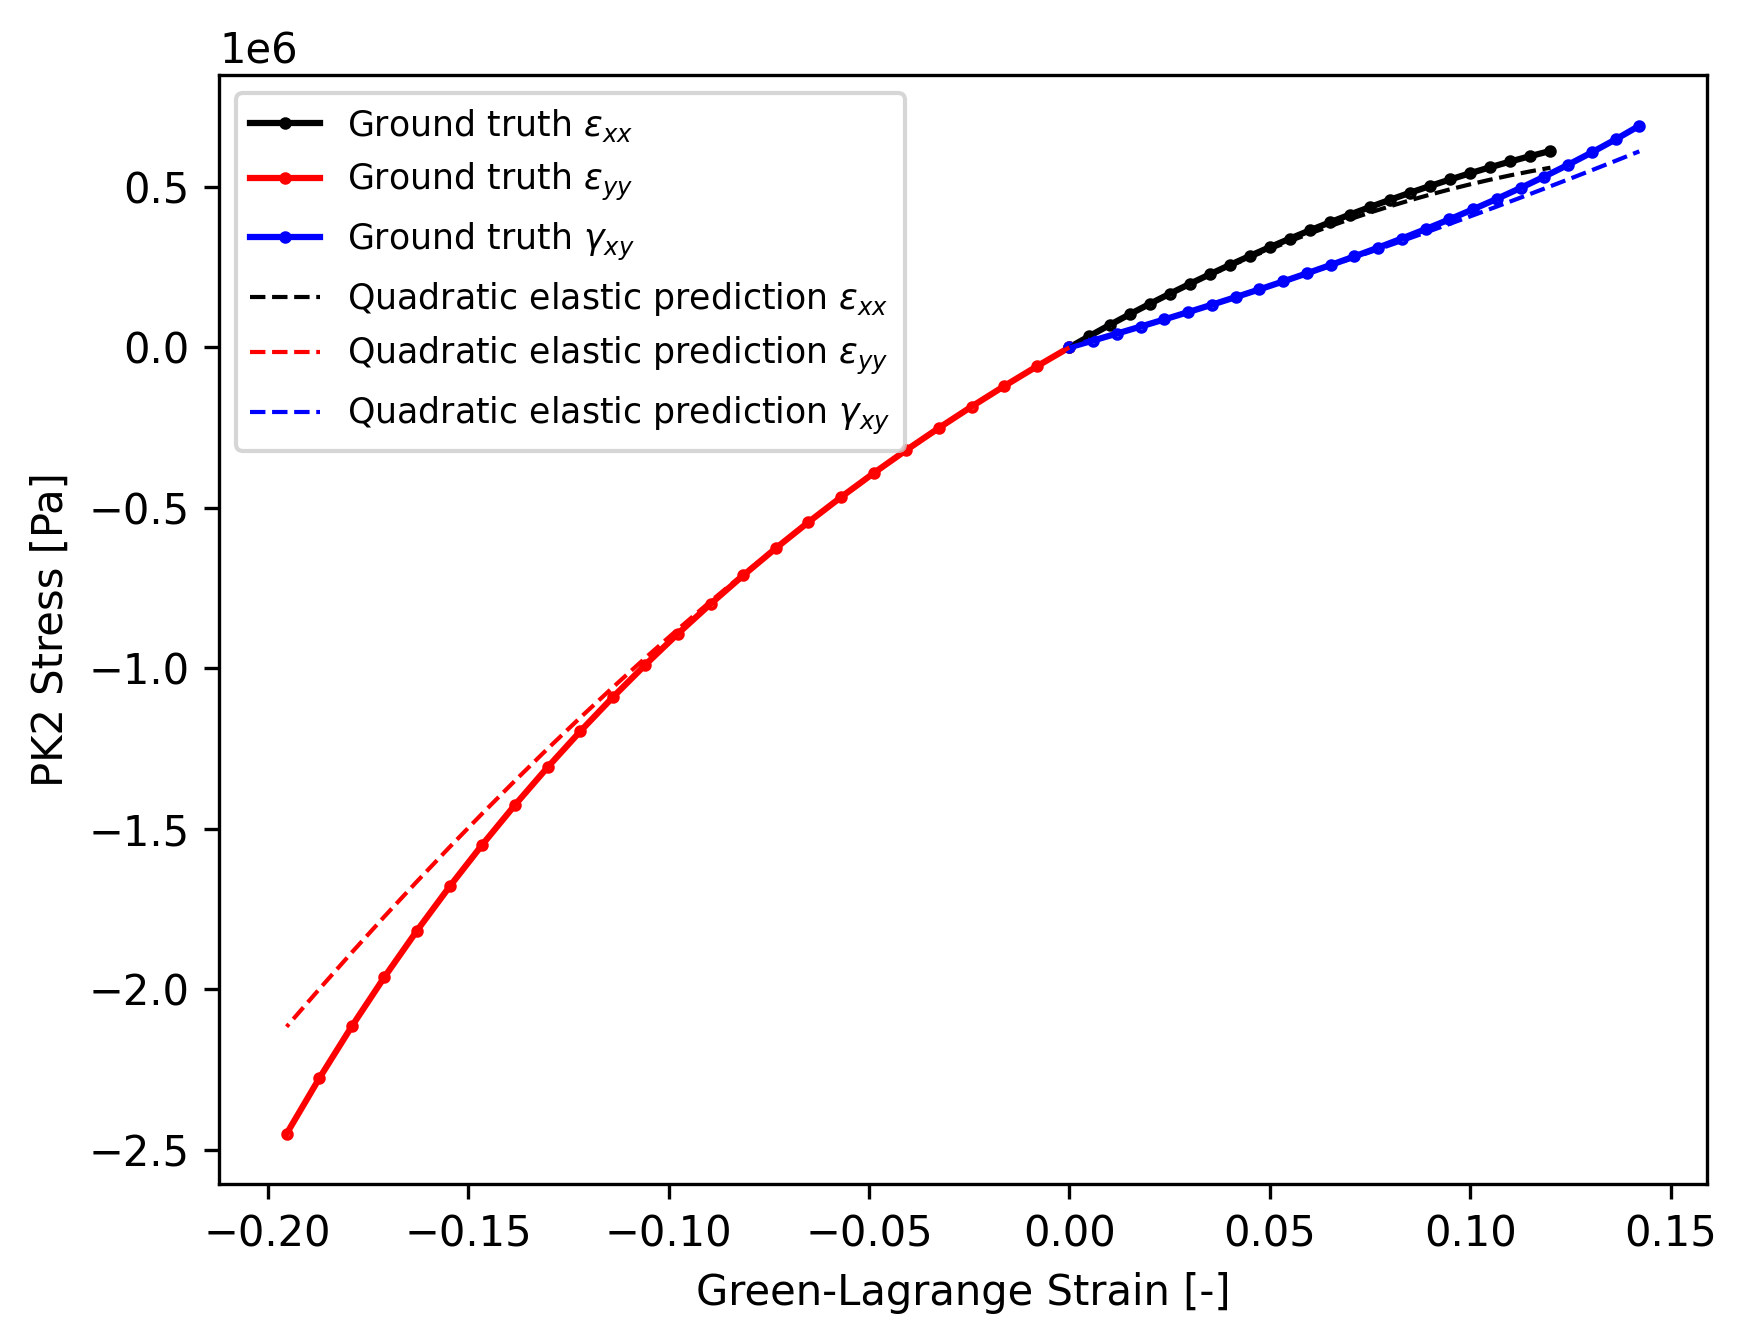 1e6
Ground truth εxx
Ground truth εyy
Ground truth γxy
Quadratic elastic prediction εxx
Quadratic elastic prediction εyy
Quadratic elastic prediction γxy
0.5
0.0
−0.5
−1.0
−1.5
−2.0
−2.5
PK2 Stress [Pa]
−0.20 −0.15 −0.10 −0.05 0.00 0.05 0.10 0.15
Green-Lagrange Strain [-]